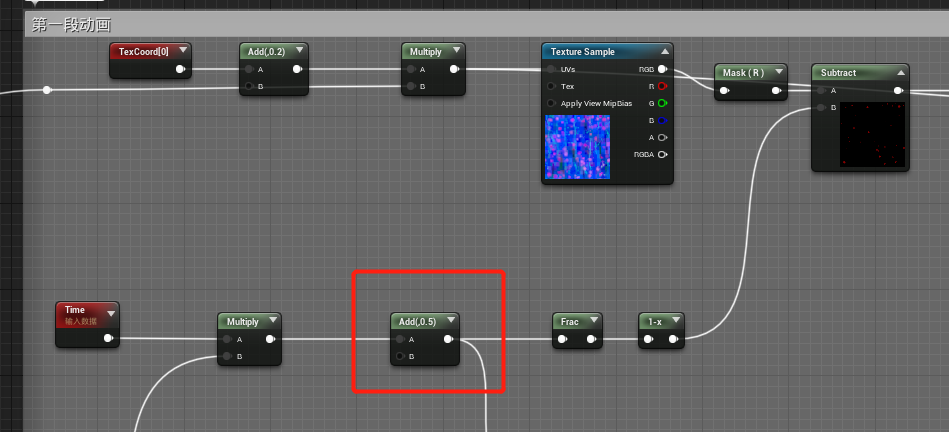 第一段动画
TexCoord[0]
Add(,0.2)
A
B
Multiply
A
B
Texture Sample
UVs
RGB
Tex
R
Apply View MipBias
G
B
A
RGBA
Mask ( R )
Subtract
A
B
Time
输入数据
Multiply
A
B
Add(,0.5)
A
B
Frac
1-x